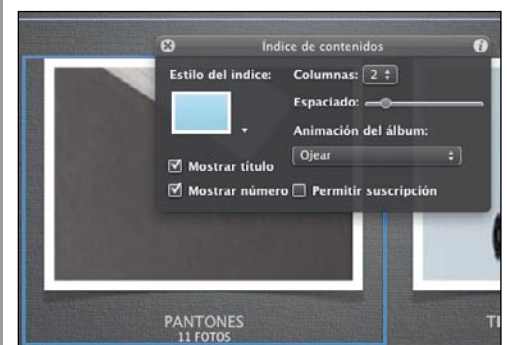 Índice de contenidos
Estilo del índice:
Columnas: 2
Espaciado:
Animación del álbum:
Ojear
Mostrar título
Mostrar número
Permitir suscripción
PANTONES
11 FOTOS